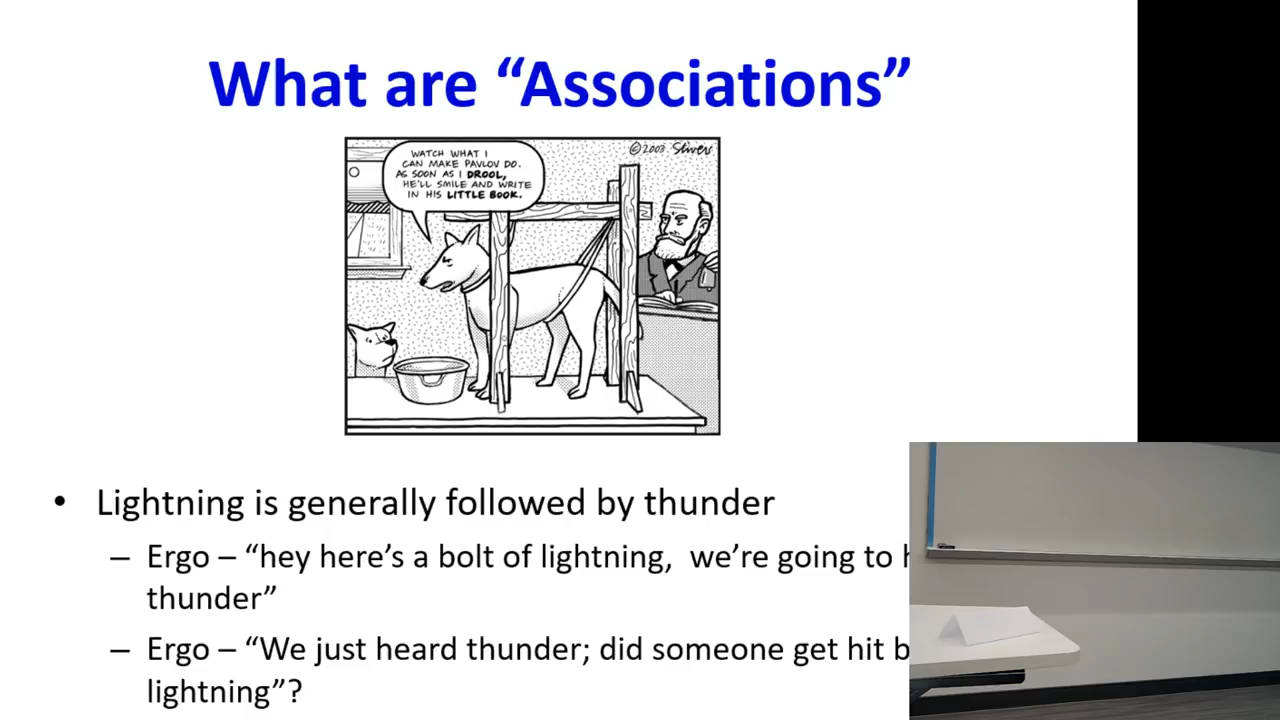 What are “Associations”
©2003 Slivers
WATCH WHAT I
CAN MAKE PAVLOV DO.
AS SOON AS I DROOL,
HE'LL SMILE AND WRITE
IN HIS LITTLE BOOK.
• Lightning is generally followed by thunder
– Ergo – “hey here’s a bolt of lightning, we’re going to
thunder”
– Ergo – “We just heard thunder; did someone get hit
lightning”?